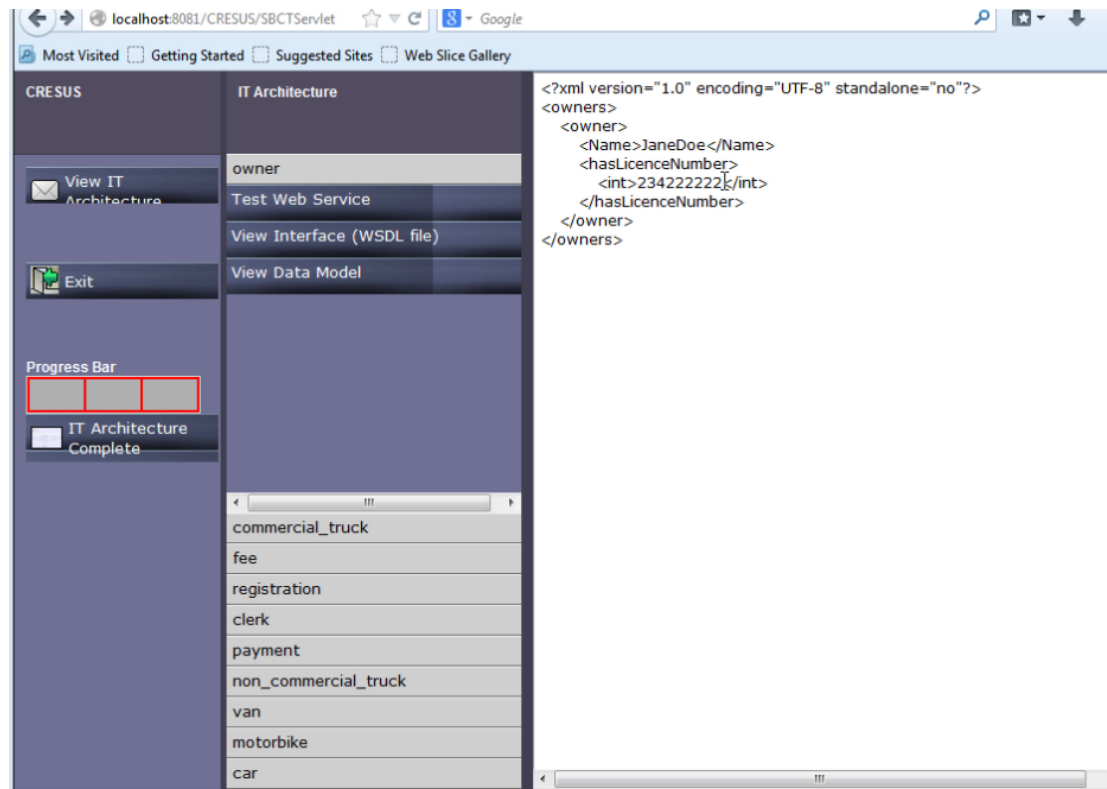 localhost:8081/CRESUS/SBCTServlet
Google
Most Visited Getting Started Suggested Sites Web Slice Gallery
CRESUS
View IT
Architecture
Exit
Progress Bar
IT Architecture
Complete
IT Architecture
owner
Test Web Service
View Interface (WSDL file)
View Data Model
commercial_truck
fee
registration
clerk
payment
non_commercial_truck
van
motorbike
car
<?xml version="1.0" encoding="UTF-8" standalone="no"?>
<owners>
<owner>
<Name>JaneDoe</Name>
<hasLicenceNumber>
<int>234222222</int>
</hasLicenceNumber>
</owner>
</owners>